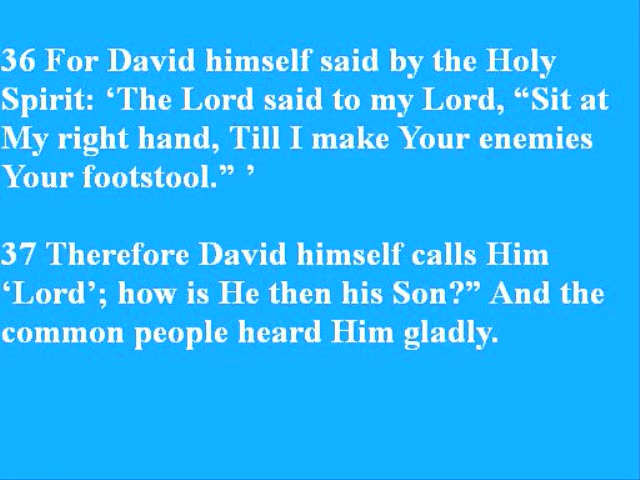 36 For David himself said by the Holy
Spirit: ‘The Lord said to my Lord, “Sit at
My right hand, Till I make Your enemies
Your footstool.” ’
37 Therefore David himself calls Him
‘Lord’; how is He then his Son?” And the
common people heard Him gladly.